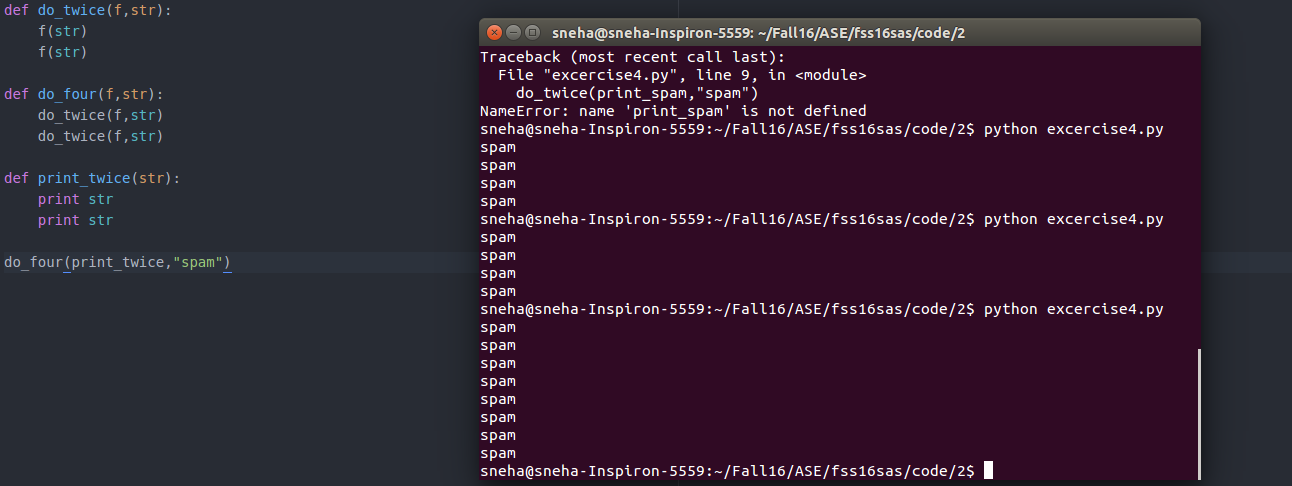 def do_twice(f,str):
    f(str)
    f(str)
def do_four(f,str):
    do_twice(f,str)
    do_twice(f,str)
def print_twice(str):
    print str
    print str
do_four(print_twice,"spam")
sneha@sneha-Inspiron-5559: ~/Fall16/ASE/fss16sas/code/2
Traceback (most recent call last):
  File "excercise4.py", line 9, in <module>
    do_twice(print_spam,"spam")
NameError: name 'print_spam' is not defined
sneha@sneha-Inspiron-5559:~/Fall16/ASE/fss16sas/code/2$ python excercise4.py
spam
spam
spam
spam
sneha@sneha-Inspiron-5559:~/Fall16/ASE/fss16sas/code/2$ python excercise4.py
spam
spam
spam
spam
sneha@sneha-Inspiron-5559:~/Fall16/ASE/fss16sas/code/2$ python excercise4.py
spam
spam
spam
spam
spam
spam
spam
spam
sneha@sneha-Inspiron-5559:~/Fall16/ASE/fss16sas/code/2$